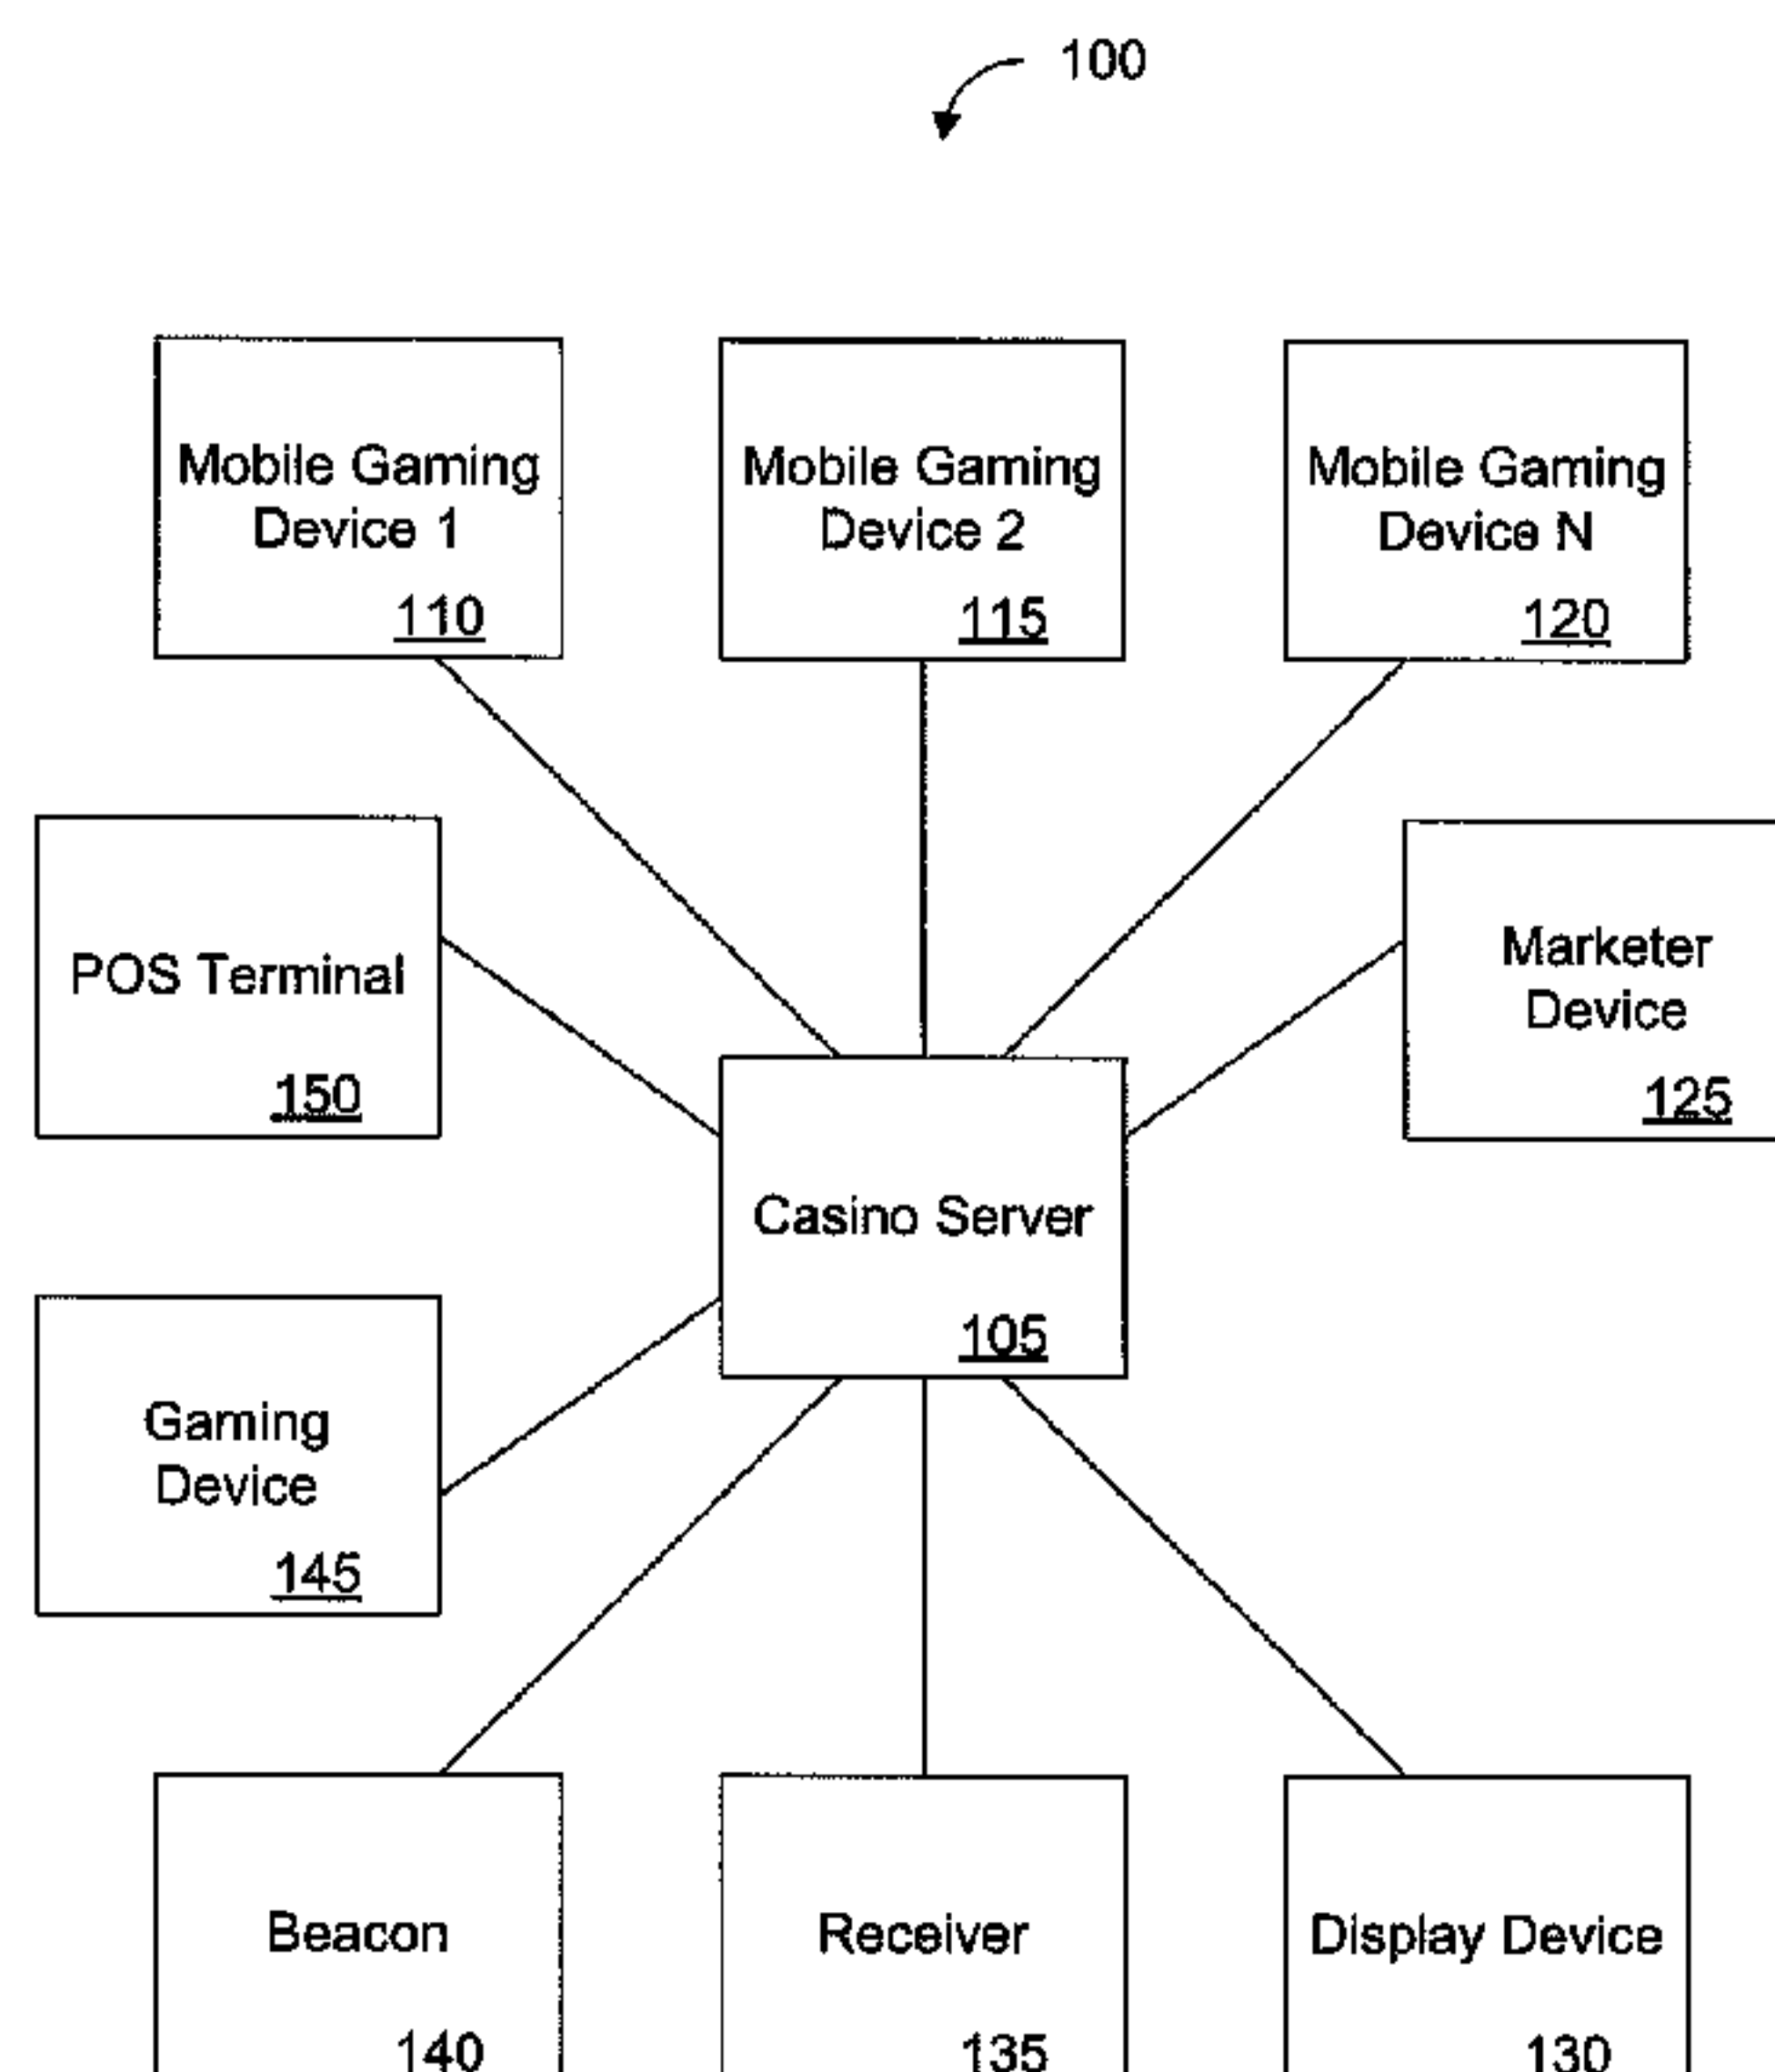 100
Mobile Gaming
Device 1
110
Mobile Gaming
Device 2
115
Mobile Gaming
Device N
120
POS Terminal
150
Marketer
Device
125
Casino Server
105
Gaming
Device
145
Beacon
140
Receiver
135
Display Device
130